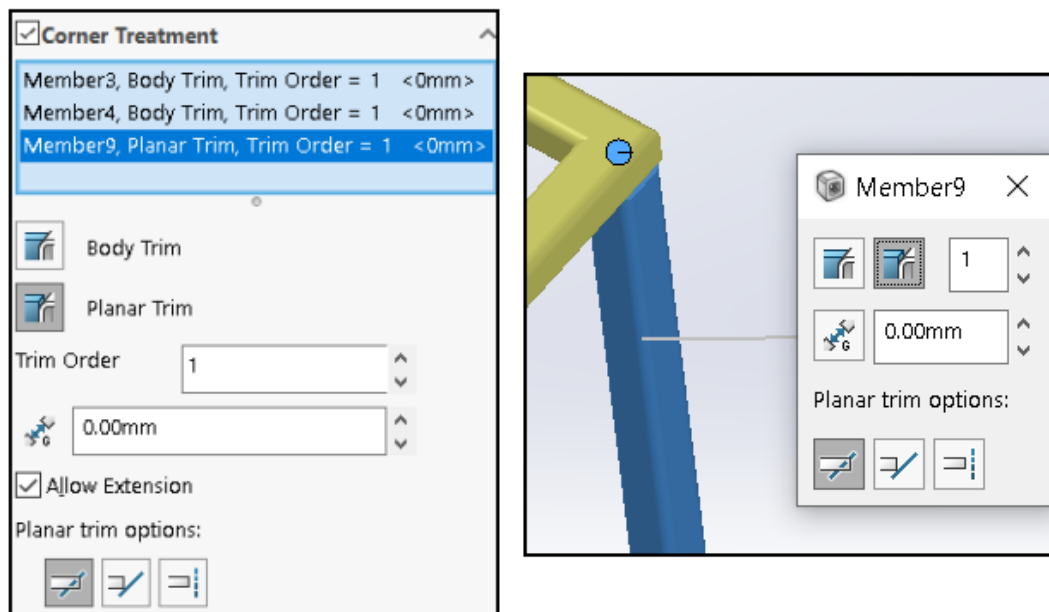 Corner Treatment
Member3, Body Trim, Trim Order = 1 <0mm>
Member4, Body Trim, Trim Order = 1 <0mm>
Member9, Planar Trim, Trim Order = 1 <0mm>
Body Trim
Planar Trim
Trim Order 1
G 0.00mm
Allow Extension
Planar trim options:
Member9
1
G 0.00mm
Planar trim options: